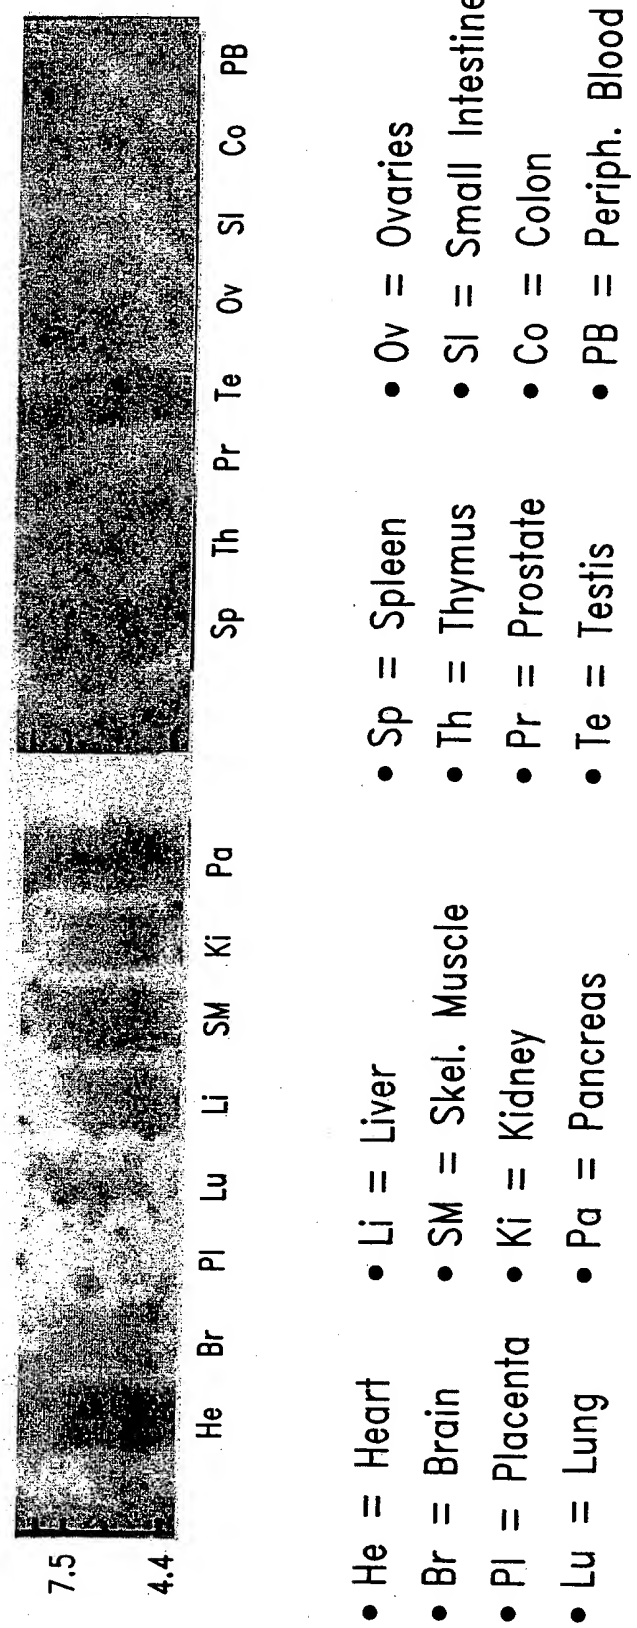 7.5
4.4
He Br Pl Lu Li SM Ki Pa Sp Th Pr Te Ov SI Co PB
• He = Heart
• Br = Brain
• Pl = Placenta
• Lu = Lung
• Li = Liver
• SM = Skel. Muscle
• Ki = Kidney
• Pa = Pancreas
• Sp = Spleen
• Th = Thymus
• Pr = Prostate
• Te = Testis
• Ov = Ovaries
• SI = Small Intestine
• Co = Colon
• PB = Periph. Blood